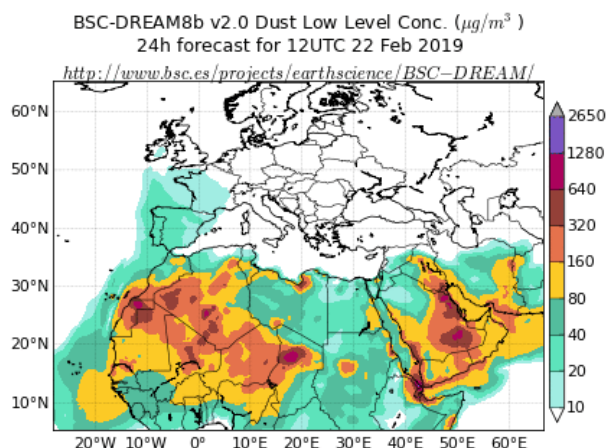 BSC-DREAM8b v2.0 Dust Low Level Conc. (μg/m³ )
24h forecast for 12UTC 22 Feb 2019
http://www.bsc.es/projects/earthscience/BSC−DREAM/
60°N
50°N
40°N
30°N
20°N
10°N
20°W 10°W 0° 10°E 20°E 30°E 40°E 50°E 60°E
2650
1280
640
320
160
80
40
20
10